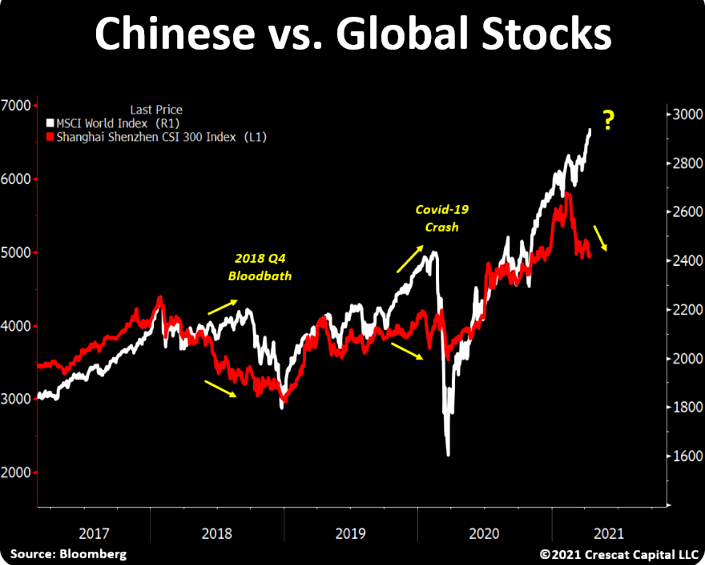 Chinese vs. Global Stocks
Last Price
MSCI World Index (R1)
Shanghai Shenzhen CSI 300 Index (L1)
7000
6000
5000
4000
3000
2000
3000
2800
2600
2400
2200
2000
1800
1600
?
Covid-19
Crash
2018 Q4
Bloodbath
2017
2018
2019
2020
2021
Source: Bloomberg
©2021 Crescat Capital LLC